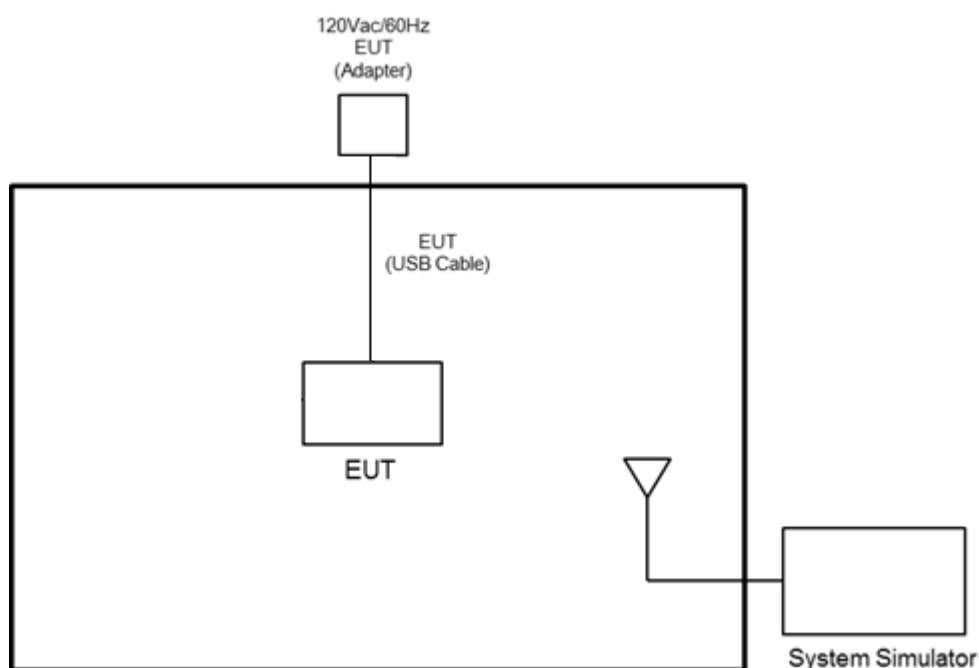 120Vac/60Hz
EUT
(Adapter)
EUT
(USB Cable)
EUT
System Simulator